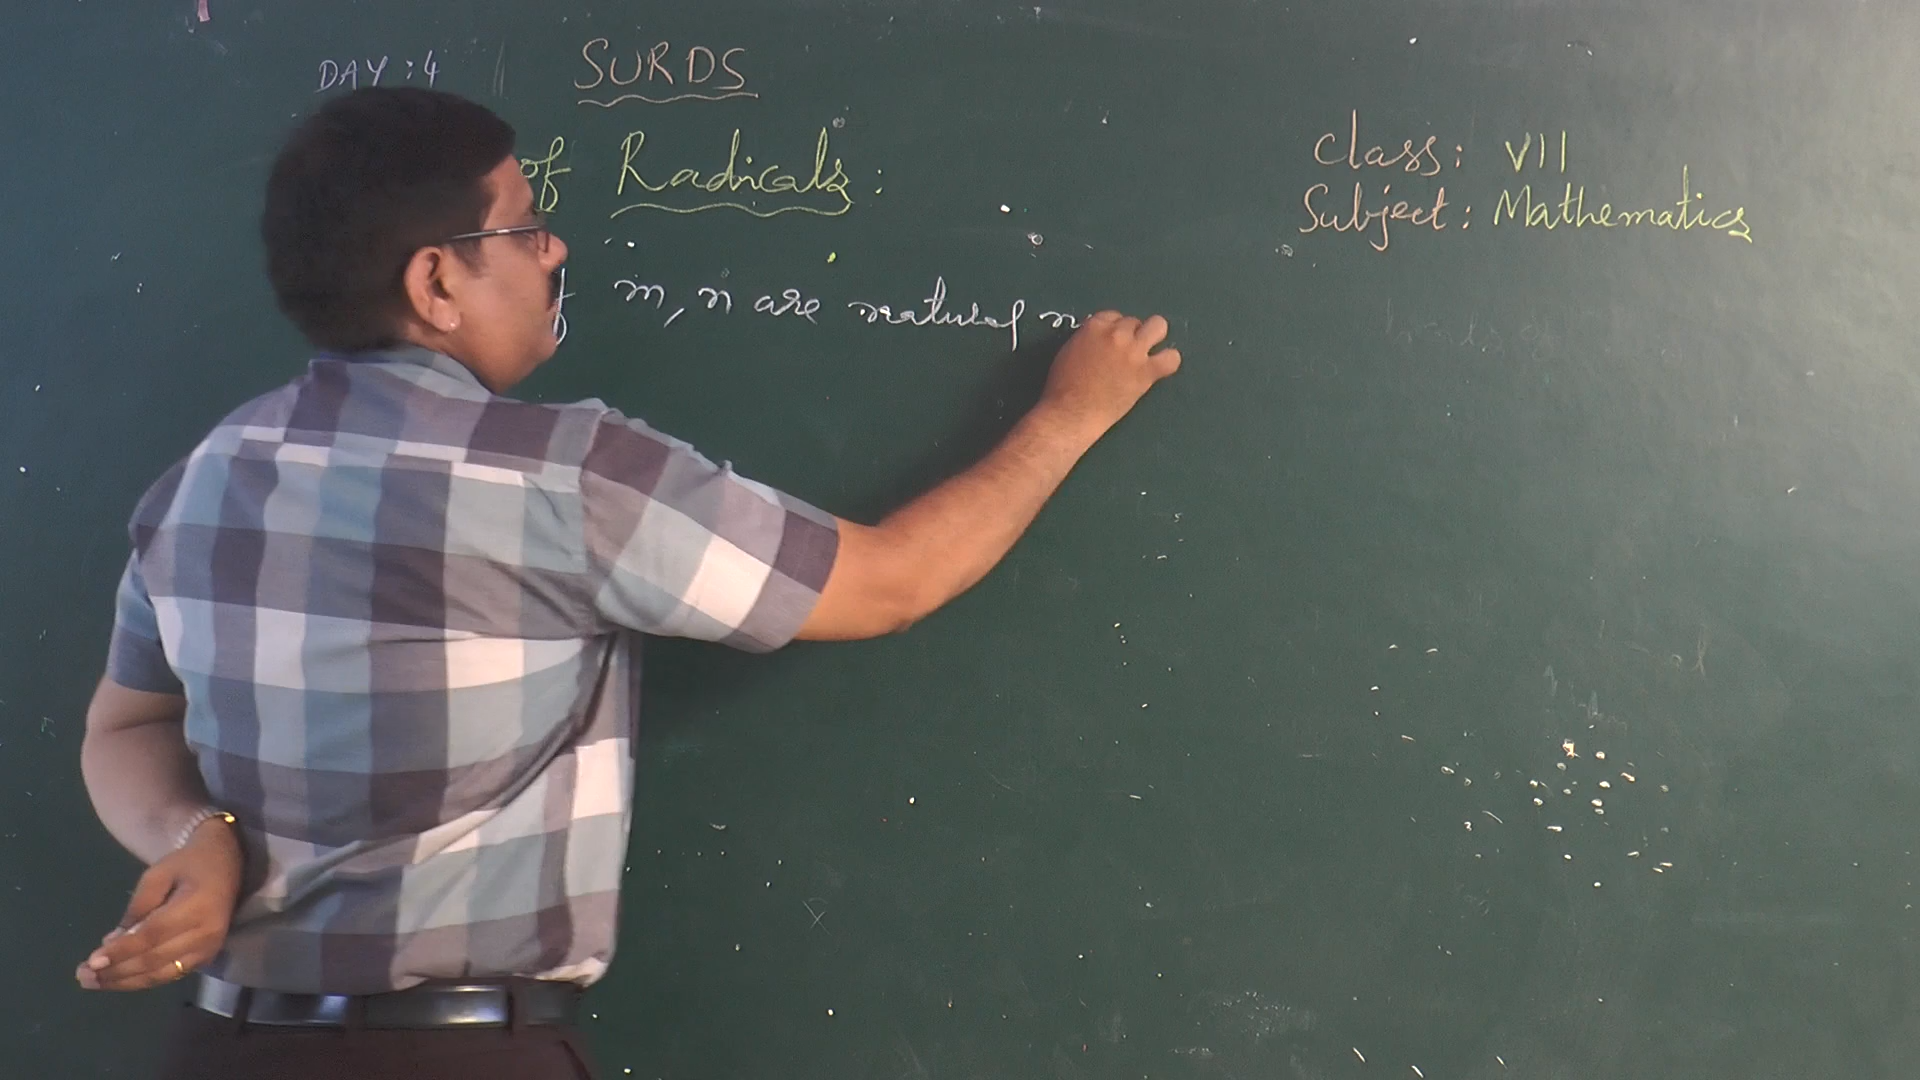 DAY : 4
SURDS
of Radicals :
Class : VII
Subject : Mathematics
m, n are natural